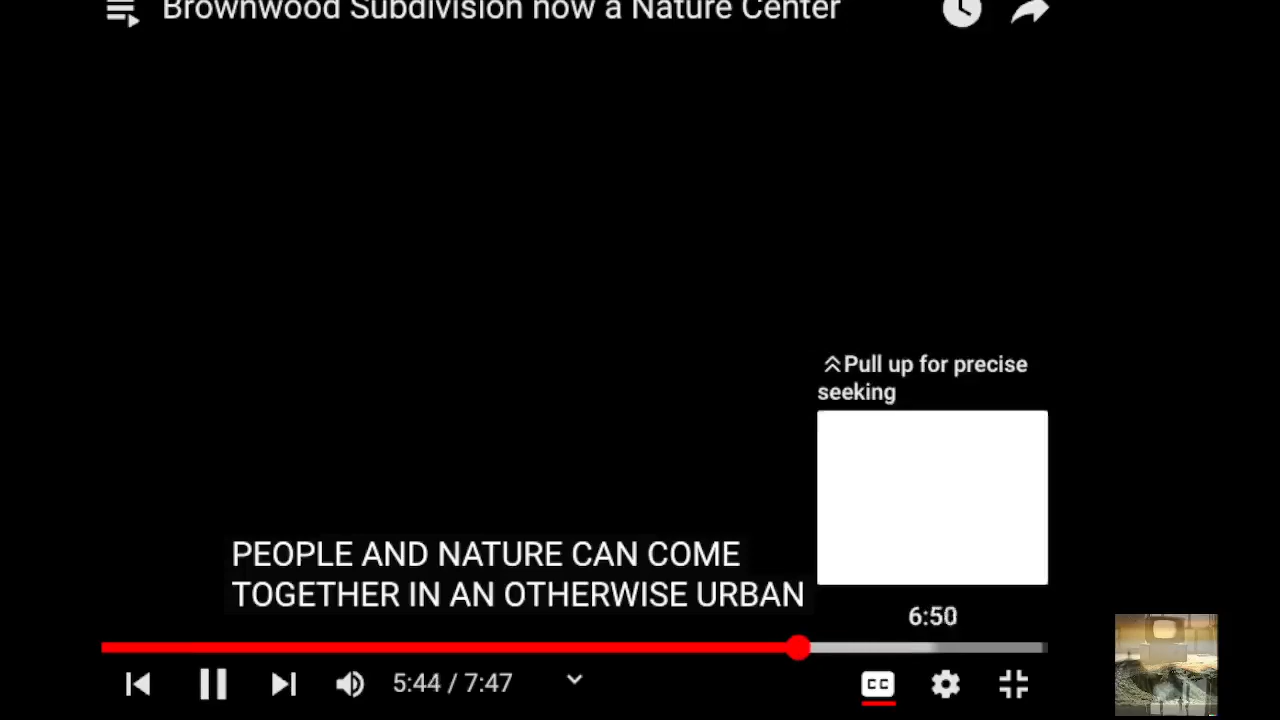 Brownwood Subdivision now a Nature Center
Pull up for precise
seeking
PEOPLE AND NATURE CAN COME
TOGETHER IN AN OTHERWISE URBAN
6:50
5:44 / 7:47
CC